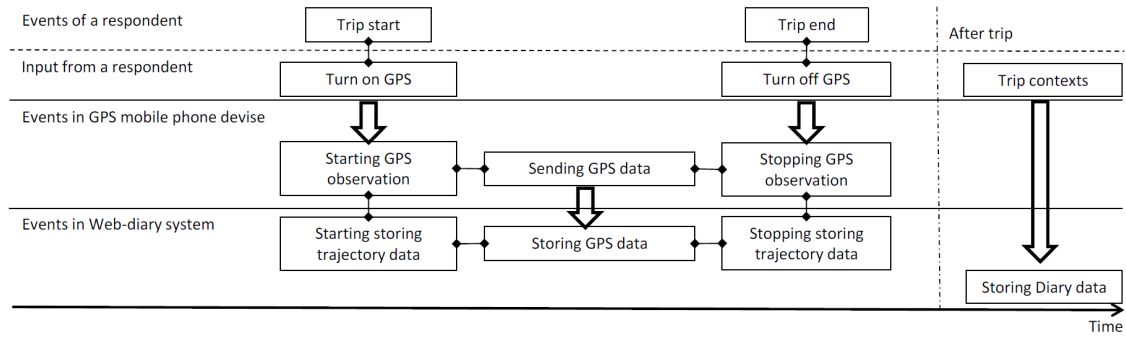 Events of a respondent
Trip start
Trip end
After trip
Input from a respondent
Turn on GPS
Turn off GPS
Trip contexts
Events in GPS mobile phone devise
Starting GPS
observation
Sending GPS data
Stopping GPS
observation
Events in Web-diary system
Starting storing
trajectory data
Storing GPS data
Stopping storing
trajectory data
Storing Diary data
Time